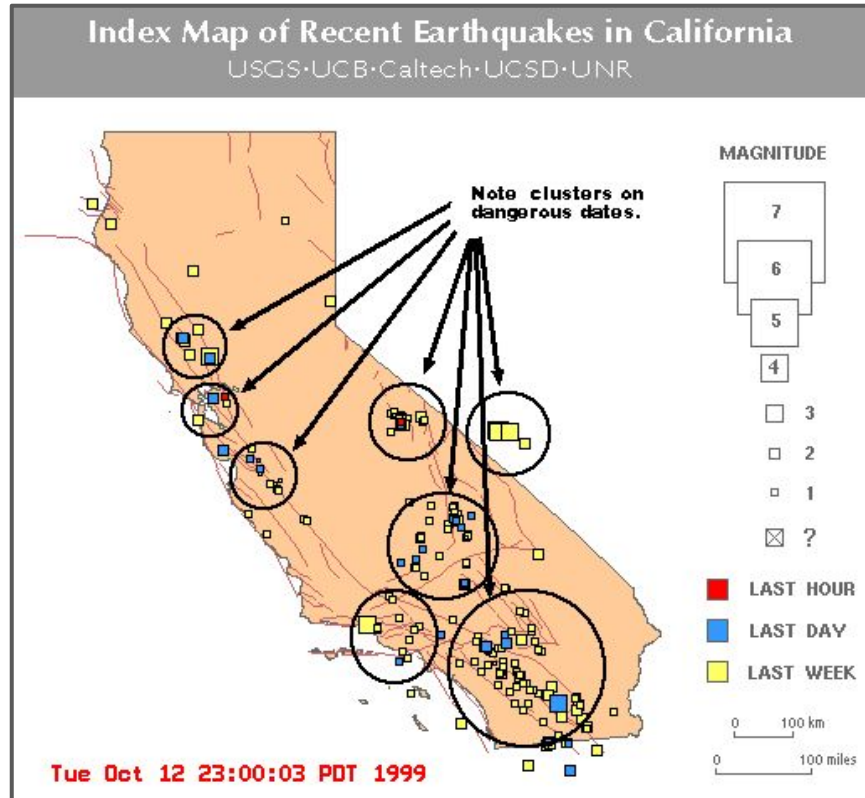 Index Map of Recent Earthquakes in California
USGS·UCB·Caltech·UCSD·UNR
Note clusters on
dangerous dates.
MAGNITUDE
7
6
5
4
3
2
1
?
LAST HOUR
LAST DAY
LAST WEEK
0 100 km
0 100 miles
Tue Oct 12 23:00:03 PDT 1999